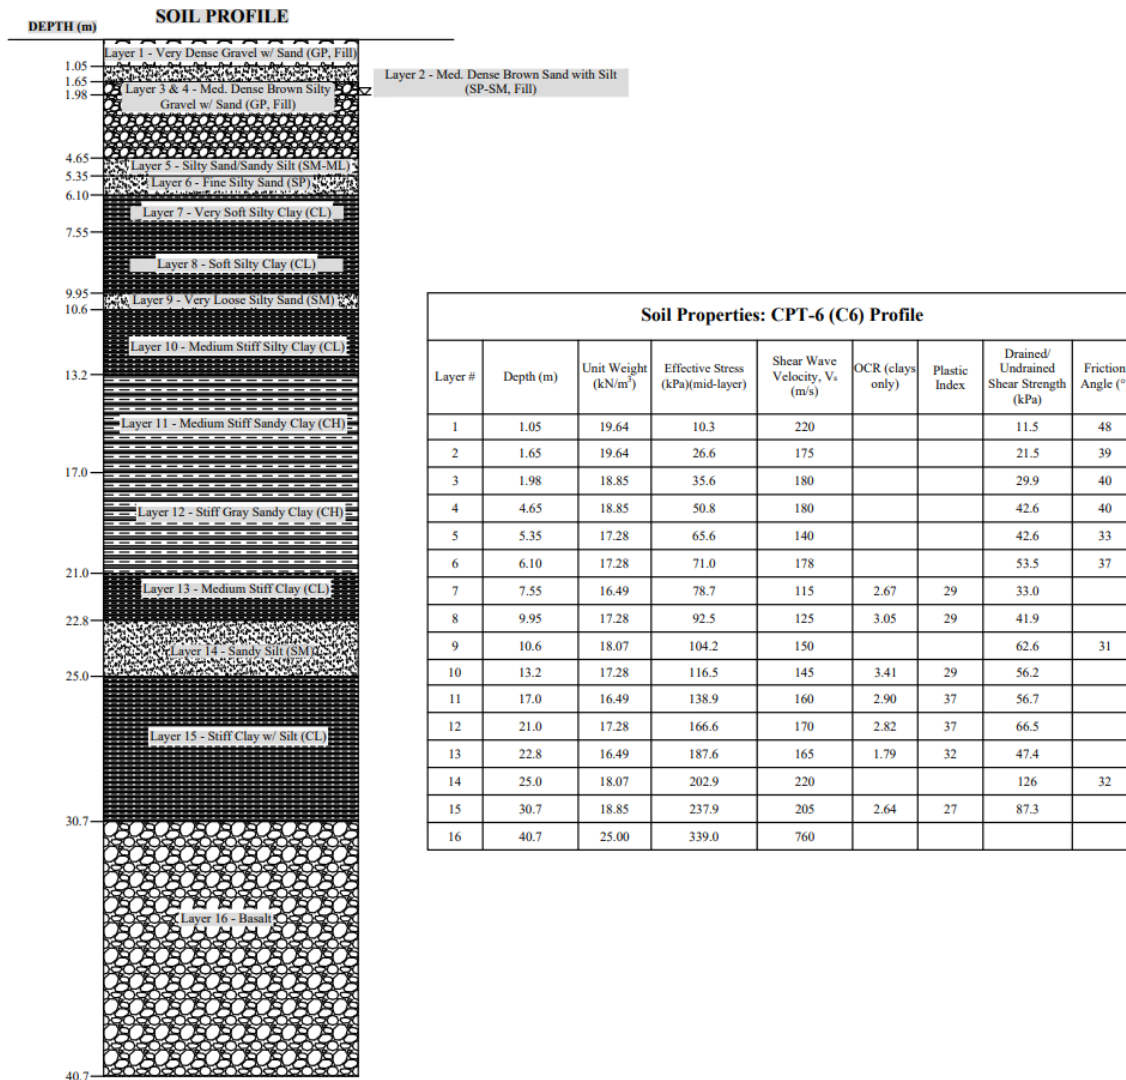 SOIL PROFILE
DEPTH (m)
Layer 1 - Very Dense Gravel w/ Sand (GP, Fill)
1.05
Layer 2 - Med. Dense Brown Sand with Silt
(SP-SM, Fill)
1.65
Layer 3 & 4 - Med. Dense Brown Silty
Gravel w/ Sand (GP, Fill)
1.98
4.65
Layer 5 - Silty Sand/Sandy Silt (SM-ML)
5.35
Layer 6 - Fine Silty Sand (SP)
6.10
Layer 7 - Very Soft Silty Clay (CL)
7.55
Layer 8 - Soft Silty Clay (CL)
9.95
Layer 9 - Very Loose Silty Sand (SM)
10.6
Layer 10 - Medium Stiff Silty Clay (CL)
13.2
Layer 11 - Medium Stiff Sandy Clay (CH)
17.0
Layer 12 - Stiff Gray Sandy Clay (CH)
21.0
Layer 13 - Medium Stiff Clay (CL)
22.8
Layer 14 - Sandy Silt (SM)
25.0
Layer 15 - Stiff Clay w/ Silt (CL)
30.7
Layer 16 - Basalt
40.7
Soil Properties: CPT-6 (C6) Profile
Layer # Depth (m) Unit Weight (kN/m³) Effective Stress (kPa)(mid-layer) Shear Wave Velocity, Vs (m/s) OCR (clays only) Plastic Index Drained/ Undrained Shear Strength (kPa) Friction Angle (°
1 1.05 19.64 10.3 220 11.5 48
2 1.65 19.64 26.6 175 21.5 39
3 1.98 18.85 35.6 180 29.9 40
4 4.65 18.85 50.8 180 42.6 40
5 5.35 17.28 65.6 140 42.6 33
6 6.10 17.28 71.0 178 53.5 37
7 7.55 16.49 78.7 115 2.67 29 33.0
8 9.95 17.28 92.5 125 3.05 29 41.9
9 10.6 18.07 104.2 150 62.6 31
10 13.2 17.28 116.5 145 3.41 29 56.2
11 17.0 16.49 138.9 160 2.90 37 56.7
12 21.0 17.28 166.6 170 2.82 37 66.5
13 22.8 16.49 187.6 165 1.79 32 47.4
14 25.0 18.07 202.9 220 126 32
15 30.7 18.85 237.9 205 2.64 27 87.3
16 40.7 25.00 339.0 760